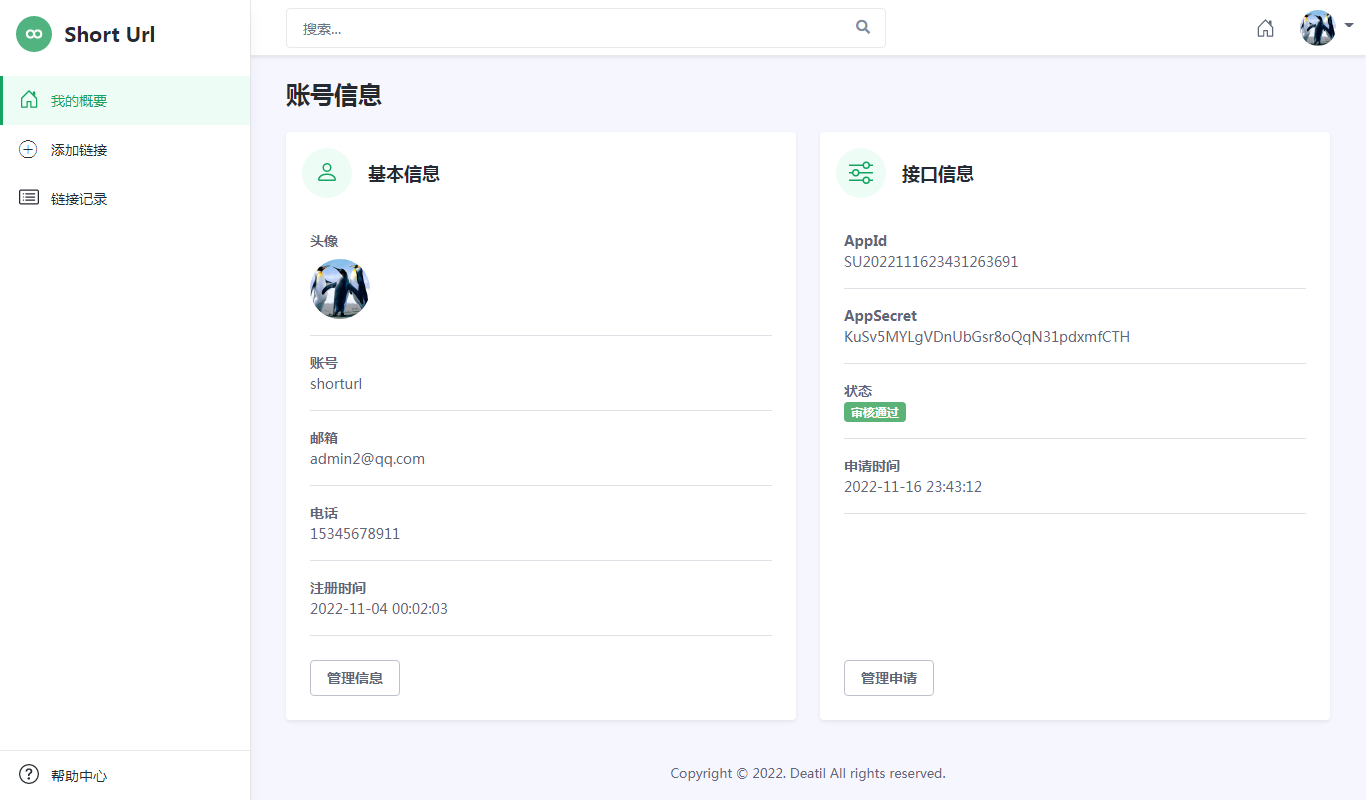 Short Url
搜索...
我的概要
添加链接
链接记录
帮助中心
账号信息
基本信息
头像
账号
shorturl
邮箱
admin2@qq.com
电话
15345678911
注册时间
2022-11-04 00:02:03
管理信息
接口信息
AppId
SU2022111623431263691
AppSecret
KuSv5MYLgVDnUbGsr8oQqN31pdxmfCTH
状态
审核通过
申请时间
2022-11-16 23:43:12
管理申请
Copyright © 2022. Deatil All rights reserved.